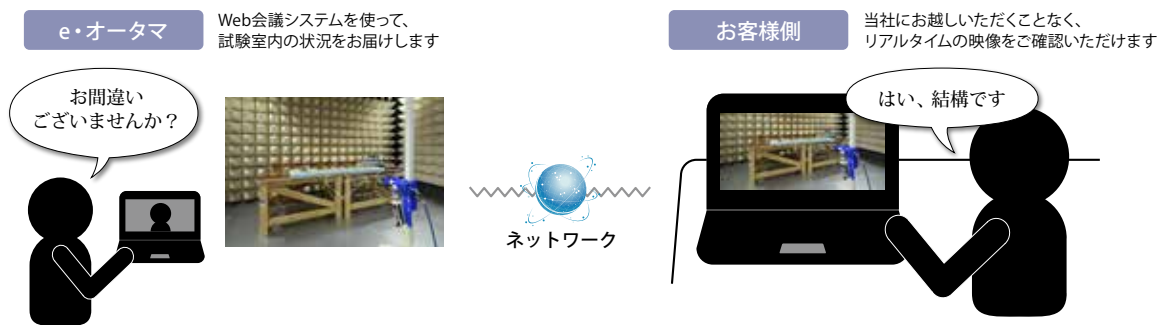 e・オータマ
Web会議システムを使って、
試験室内の状況をお届けします
お間違い
ございませんか？
ネットワーク
お客様側
当社にお越しいただくことなく、
リアルタイムの映像をご確認いただけます
はい、結構です